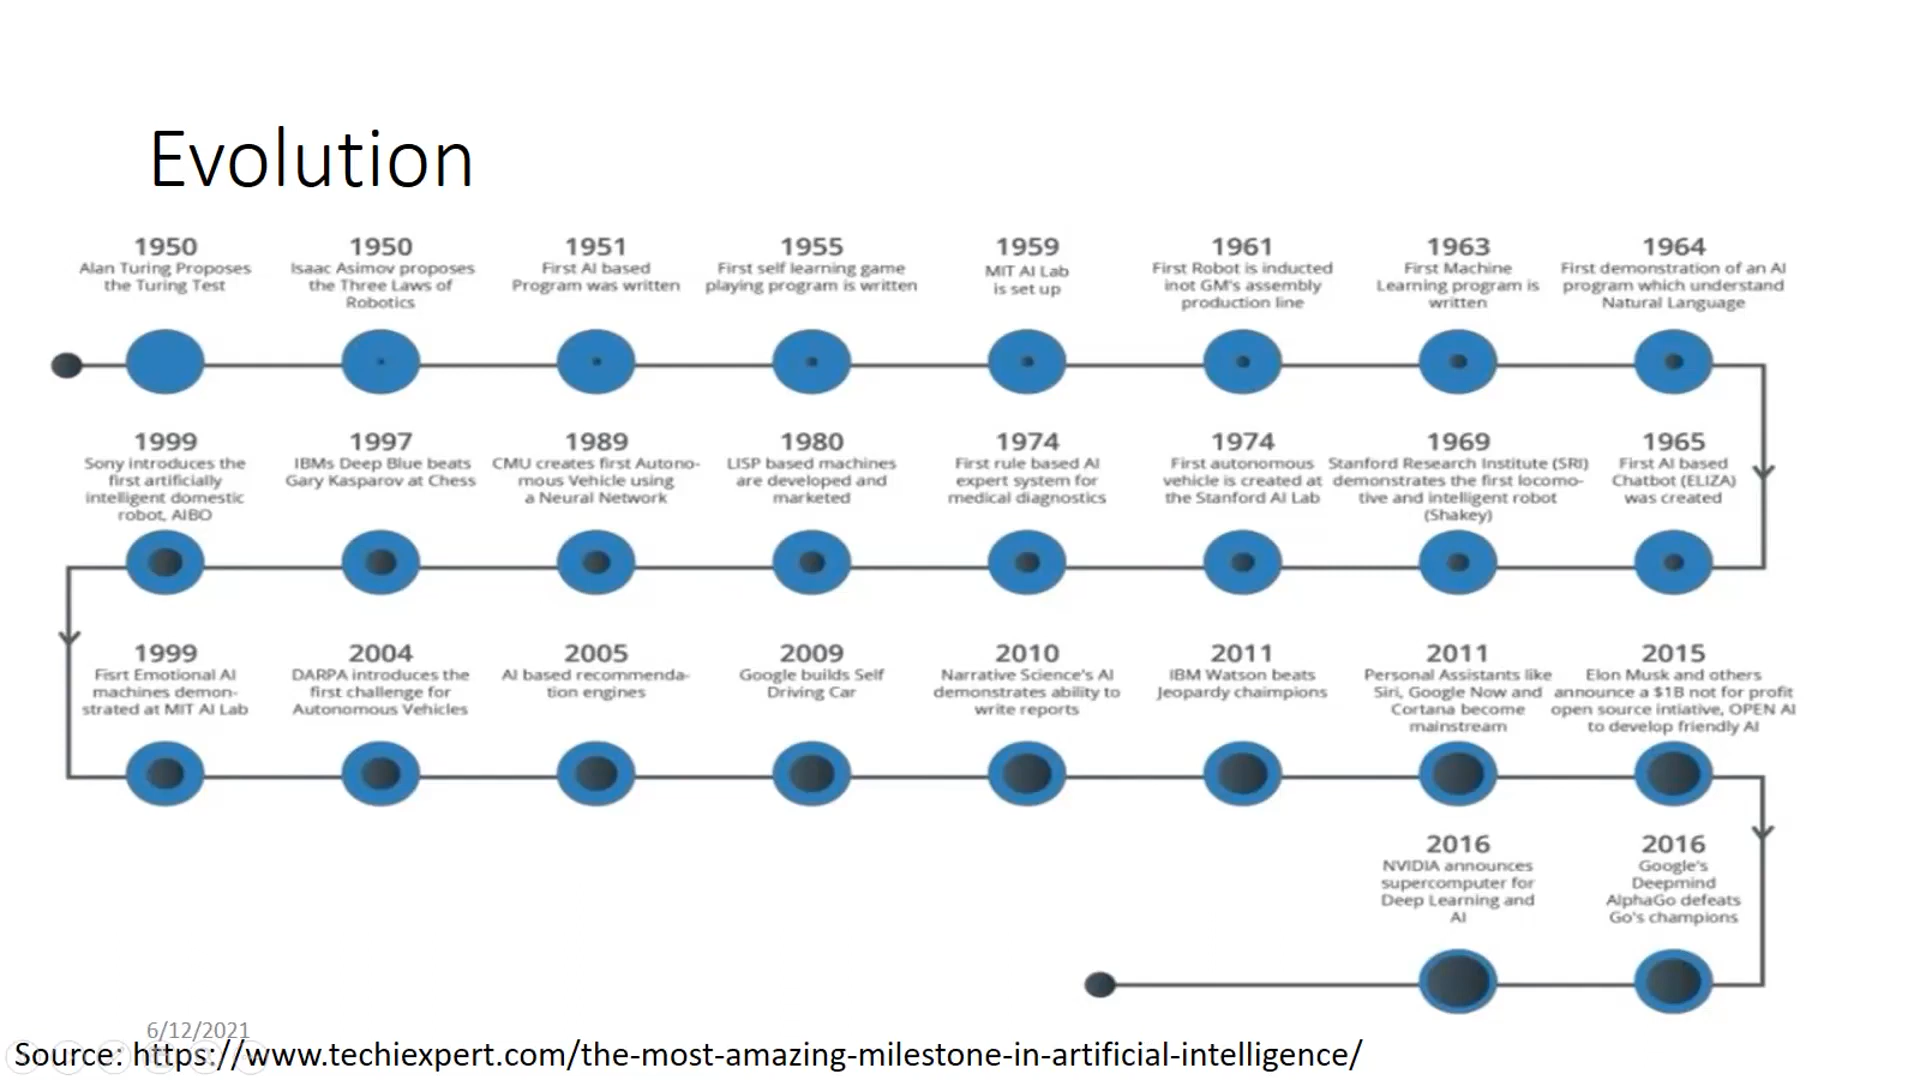 Evolution
1950
Alan Turing Proposes
the Turing Test
1950
Isaac Asimov proposes
the Three Laws of
Robotics
1951
First AI based
Program was written
1955
First self learning game
playing program is written
1959
MIT AI Lab
is set up
1961
First Robot is inducted
inot GM's assembly
production line
1963
First Machine
Learning program is
written
1964
First demonstration of an AI
program which understand
Natural Language
1999
Sony introduces the
first artificially
intelligent domestic
robot, AIBO
1997
IBMs Deep Blue beats
Gary Kasparov at Chess
1989
CMU creates first Autono-
mous Vehicle using
a Neural Network
1980
LISP based machines
are developed and
marketed
1974
First rule based AI
expert system for
medical diagnostics
1974
First autonomous
vehicle is created at
the Stanford AI Lab
1969
Stanford Research Institute (SRI)
demonstrates the first locomo-
tive and intelligent robot
(Shakey)
1965
First AI based
Chatbot (ELIZA)
was created
1999
Fisrt Emotional AI
machines demon-
strated at MIT AI Lab
2004
DARPA introduces the
first challenge for
Autonomous Vehicles
2005
AI based recommenda-
tion engines
2009
Google builds Self
Driving Car
2010
Narrative Science's AI
demonstrates ability to
write reports
2011
IBM Watson beats
Jeopardy chaimpions
2011
Personal Assistants like
Siri, Google Now and
Cortana become
mainstream
2015
Elon Musk and others
announce a $1B not for profit
open source intiative, OPEN AI
to develop friendly AI
2016
NVIDIA announces
supercomputer for
Deep Learning and
AI
2016
Google's
Deepmind
AlphaGo defeats
Go's champions
6/12/2021
Source: https://www.techiexpert.com/the-most-amazing-milestone-in-artificial-intelligence/